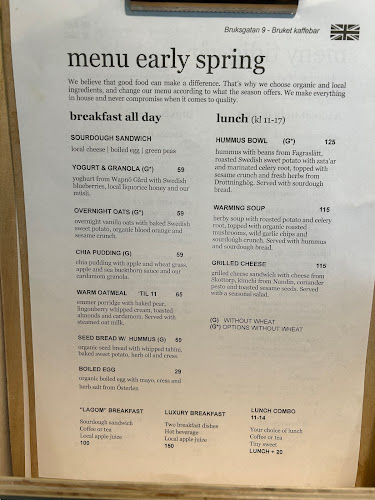 Bruksgatan 9 - Bruket kaffebar
menu early spring
We believe that good food can make a difference. That's why we choose organic and local
ingredients, and change our menu according to what the season offers. We make everything
in house and never compromise when it comes to quality.
breakfast all day
SOURDOUGH SANDWICH
local cheese | boiled egg | green peas
YOGURT & GRANOLA (G*) 59
yoghurt from Wapnö Gård with Swedish
blueberries, local liquorice honey and our
müsli.
OVERNIGHT OATS (G*) 59
overnight vanilla oats with baked Swedish
sweet potato, organic blood orange and
sesame crunch.
CHIA PUDDING (G) 59
chia pudding with apple and wheat grass,
apple and sea buckthorn sauce and our
cardamom granola.
WARM OATMEAL 'TIL 11 65
emmer porridge with baked pear,
lingonberry whipped cream, toasted
almonds and cardamom. Served with
steamed oat milk.
SEED BREAD W/ HUMMUS (G) 69
organic seed bread with whipped tahini,
baked sweet potato, herb oil and cress
BOILED EGG 29
organic boiled egg with mayo, cress and
herb salt from Österlen
lunch (kl 11-17)
HUMMUS BOWL (G*) 125
hummus with beans from Fagraslätt,
roasted Swedish sweet potato with zata'ar
and marinated celery root, topped with
sesame crunch and fresh herbs from
Drottninghög. Served with sourdough
bread.
WARMING SOUP 115
herby soup with roasted potato and celery
root, topped with organic roasted
mushrooms, wild garlic chips and
sourdough crunch. Served with hummus
and sourdough bread.
GRILLED CHEESE 115
grilled cheese sandwich with cheese from
Skottorp, kimchi from Nundin, coriander
pesto and toasted sesame seeds. Served
with a seasonal salad.
(G) WITHOUT WHEAT
(G*) OPTIONS WITHOUT WHEAT
"LAGOM" BREAKFAST
Sourdough sandwich
Coffee or tea
Local apple juice
100
LUXURY BREAKFAST
Two breakfast dishes
Hot beverage
Local apple juice
150
LUNCH COMBO
11-14
Your choice of lunch
Coffee or tea
Tiny sweet
LUNCH + 20